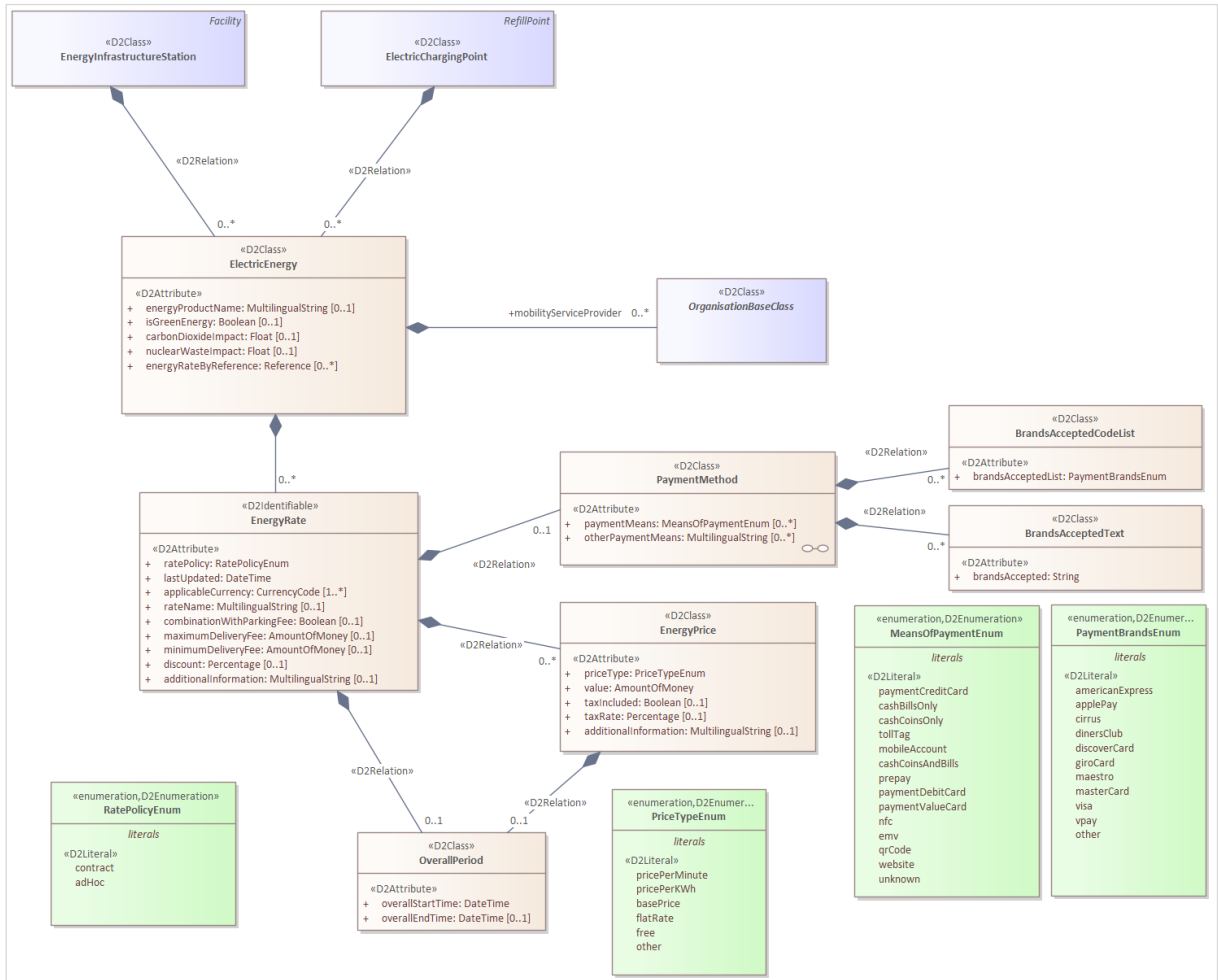 Facility
«D2Class»
EnergyInfrastructureStation
RefillPoint
«D2Class»
ElectricChargingPoint
«D2Relation»
«D2Relation»
0..*
0..*
«D2Class»
ElectricEnergy
«D2Attribute»
+ energyProductName: MultilingualString [0..1]
+ isGreenEnergy: Boolean [0..1]
+ carbonDioxideImpact: Float [0..1]
+ nuclearWasteImpact: Float [0..1]
+ energyRateByReference: Reference [0..*]
+mobilityServiceProvider 0..*
«D2Class»
OrganisationBaseClass
0..*
«D2Identifiable»
EnergyRate
«D2Attribute»
+ ratePolicy: RatePolicyEnum
+ lastUpdated: DateTime
+ applicableCurrency: CurrencyCode [1..*]
+ rateName: MultilingualString [0..1]
+ combinationWithParkingFee: Boolean [0..1]
+ maximumDeliveryFee: AmountOfMoney [0..1]
+ minimumDeliveryFee: AmountOfMoney [0..1]
+ discount: Percentage [0..1]
+ additionalInformation: MultilingualString [0..1]
0..1
«D2Relation»
«D2Class»
PaymentMethod
«D2Attribute»
+ paymentMeans: MeansOfPaymentEnum [0..*]
+ otherPaymentMeans: MultilingualString [0..*]
«D2Relation»
0..*
«D2Class»
BrandsAcceptedCodeList
«D2Attribute»
+ brandsAcceptedList: PaymentBrandsEnum
«D2Relation»
0..*
«D2Class»
BrandsAcceptedText
«D2Attribute»
+ brandsAccepted: String
«D2Relation»
0..*
«D2Class»
EnergyPrice
«D2Attribute»
+ priceType: PriceTypeEnum
+ value: AmountOfMoney
+ taxIncluded: Boolean [0..1]
+ taxRate: Percentage [0..1]
+ additionalInformation: MultilingualString [0..1]
«D2Relation»
0..1
«D2Relation»
0..1
«D2Class»
OverallPeriod
«D2Attribute»
+ overallStartTime: DateTime
+ overallEndTime: DateTime [0..1]
«enumeration,D2Enumeration»
RatePolicyEnum
literals
«D2Literal»
contract
adHoc
«enumeration,D2Enumer...
PriceTypeEnum
literals
«D2Literal»
pricePerMinute
pricePerKWh
basePrice
flatRate
free
other
«enumeration,D2Enumeration»
MeansOfPaymentEnum
literals
«D2Literal»
paymentCreditCard
cashBillsOnly
cashCoinsOnly
tollTag
mobileAccount
cashCoinsAndBills
prepay
paymentDebitCard
paymentValueCard
nfc
emv
qrCode
website
unknown
«enumeration,D2Enumer...
PaymentBrandsEnum
literals
«D2Literal»
americanExpress
applePay
cirrus
dinersClub
discoverCard
giroCard
maestro
masterCard
visa
vpay
other